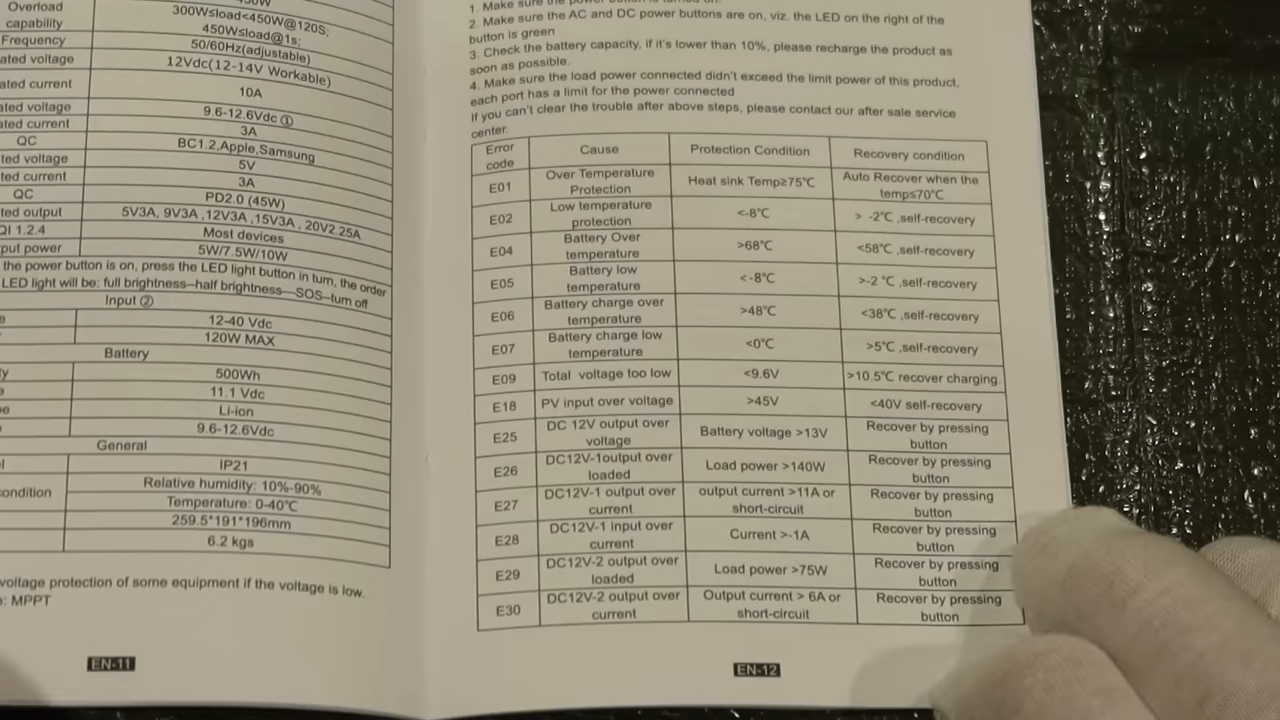 Overload
capability
300W≤load<450W@120S;
450W≤load@1s;
Frequency
50/60Hz(adjustable)
ated voltage
12Vdc(12-14V Workable)
ated current
10A
ated voltage
9.6-12.6Vdc ①
ated current
3A
QC
BC1.2,Apple,Samsung
ted voltage
5V
ted current
3A
QC
PD2.0 (45W)
ted output
5V3A, 9V3A ,12V3A ,15V3A , 20V2.25A
QI 1.2.4
Most devices
put power
5W/7.5W/10W
the power button is on, press the LED light button in turn, the order
LED light will be: full brightness—half brightness—SOS—turn off
Input ②
12-40 Vdc
120W MAX
Battery
500Wh
11.1 Vdc
Li-ion
9.6-12.6Vdc
General
IP21
ondition
Relative humidity: 10%-90%
Temperature: 0-40℃
259.5*191*196mm
6.2 kgs
voltage protection of some equipment if the voltage is low.
: MPPT
EN-11
1. Make sure the power button is turned on.
2. Make sure the AC and DC power buttons are on, viz. the LED on the right of the
button is green
3. Check the battery capacity, if it's lower than 10%, please recharge the product as
soon as possible.
4. Make sure the load power connected didn't exceed the limit power of this product,
each port has a limit for the power connected
If you can't clear the trouble after above steps, please contact our after sale service
center.
Error
code
Cause
Protection Condition
Recovery condition
E01
Over Temperature
Protection
Heat sink Temp≥75℃
Auto Recover when the
temp≤70℃
E02
Low temperature
protection
<-8℃
> -2℃ ,self-recovery
E04
Battery Over
temperature
>68℃
<58℃ ,self-recovery
E05
Battery low
temperature
<-8℃
>-2 ℃ ,self-recovery
E06
Battery charge over
temperature
>48℃
<38℃ ,self-recovery
E07
Battery charge low
temperature
<0℃
>5℃ ,self-recovery
E09
Total voltage too low
<9.6V
>10.5℃ recover charging
E18
PV input over voltage
>45V
<40V self-recovery
E25
DC 12V output over
voltage
Battery voltage >13V
Recover by pressing
button
E26
DC12V-1output over
loaded
Load power >140W
Recover by pressing
button
E27
DC12V-1 output over
current
output current >11A or
short-circuit
Recover by pressing
button
E28
DC12V-1 input over
current
Current >-1A
Recover by pressing
button
E29
DC12V-2 output over
loaded
Load power >75W
Recover by pressing
button
E30
DC12V-2 output over
current
Output current > 6A or
short-circuit
Recover by pressing
button
EN-12